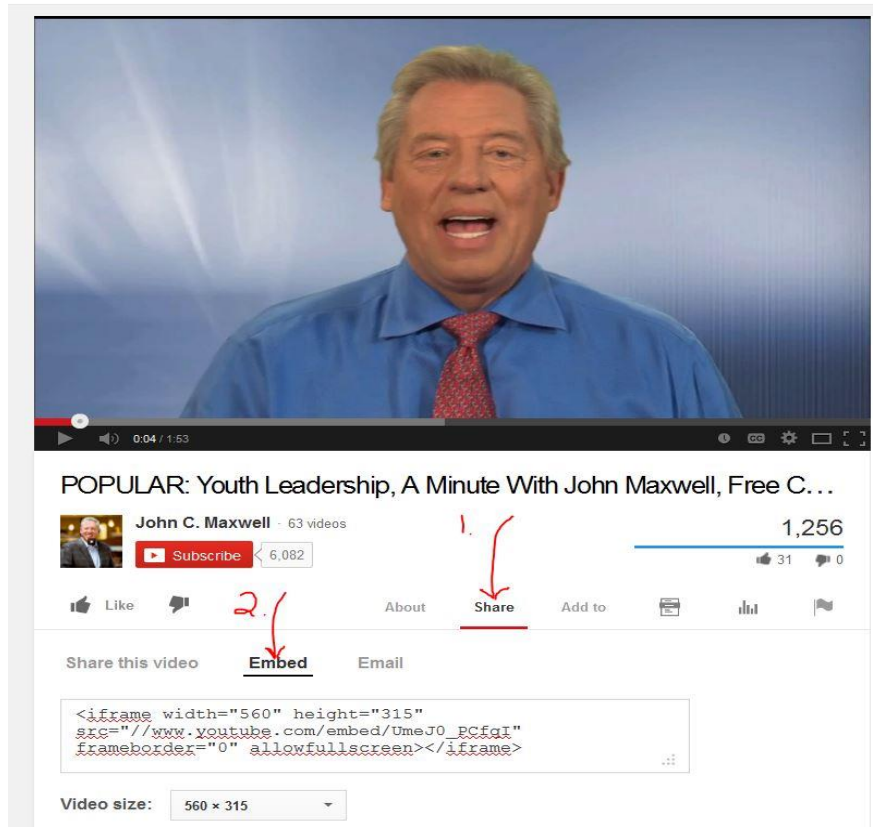 0:04 / 1:53
CC
POPULAR: Youth Leadership, A Minute With John Maxwell, Free C...
John C. Maxwell · 63 videos
1.
1,256
Subscribe 6,082
31 0
Like
2.
About Share Add to
Share this video Embed Email
<iframe width="560" height="315"
src="//www.youtube.com/embed/UmeJ0_PCfgI"
frameborder="0" allowfullscreen></iframe>
Video size: 560 × 315